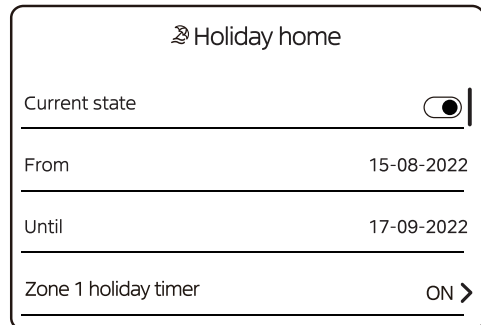 Holiday home
Current state
From 15-08-2022
Until 17-09-2022
Zone 1 holiday timer ON